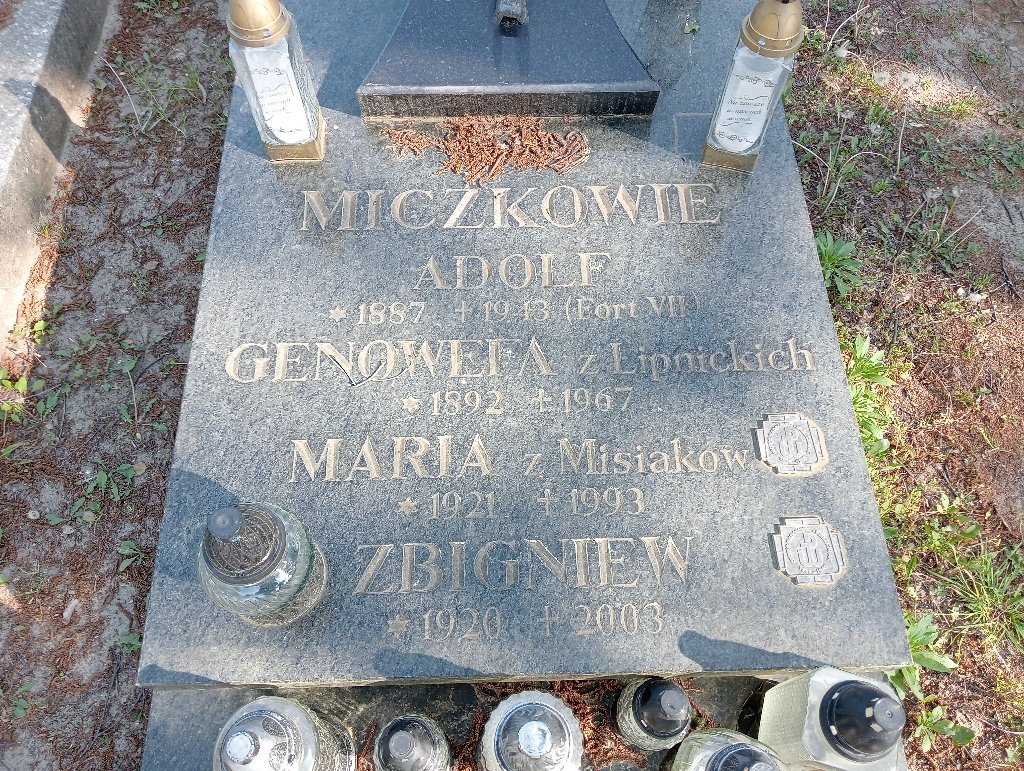 MICZKOWIE
ADOLF
* 1887 + 1943 (Fort VII)
GENOWEFA z Lipnickich
* 1892 + 1967
MARIA z Misiaków
* 1921 + 1993
ZBIGNIEW
* 1920 + 2003